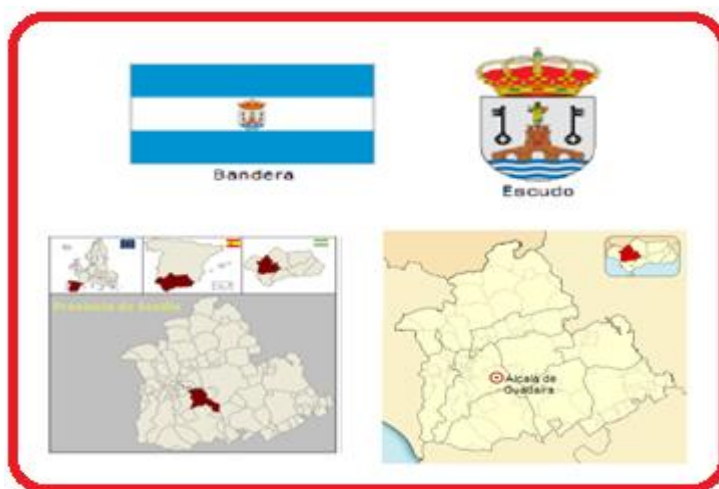 Bandera
Escudo
Provincia de Sevilla
Alcalá de
Guadaíra